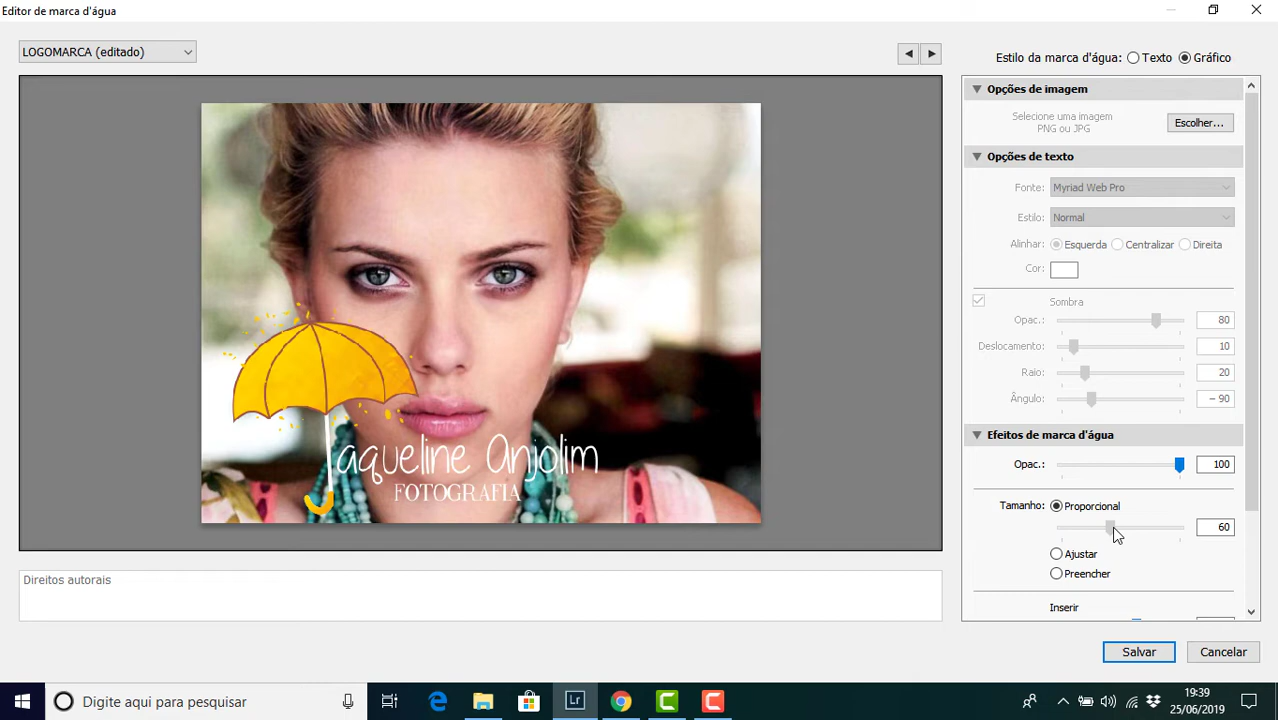 Editor de marca d'água
LOGOMARCA (editado)
Estilo da marca d'água: Texto Gráfico
Opções de imagem
Selecione uma imagem
PNG ou JPG
Escolher...
Opções de texto
Fonte: Myriad Web Pro
Estilo: Normal
Alinhar: Esquerda Centralizar Direita
Cor:
Sombra
Opac.: 80
Deslocamento: 10
Raio: 20
Ângulo: – 90
Efeitos de marca d'água
Opac.: 100
Tamanho: Proporcional
60
Ajustar
Preencher
Inserir
aqueline Anjolim
FOTOGRAFIA
Direitos autorais
Salvar Cancelar
Digite aqui para pesquisar
Lr
19:39
25/06/2019